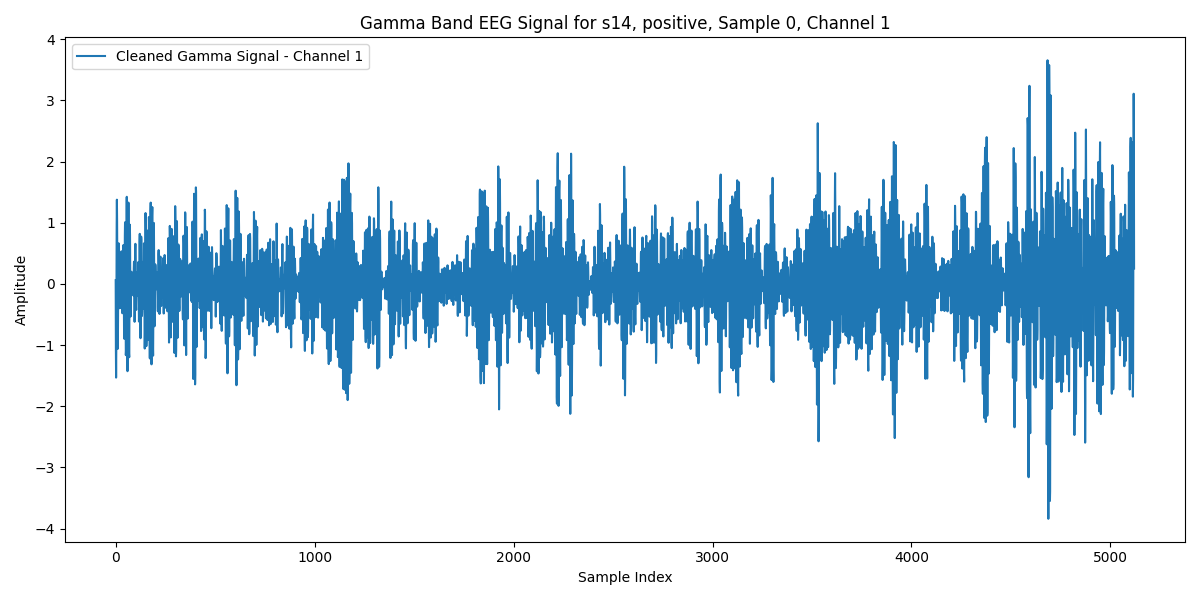 Gamma Band EEG Signal for s14, positive, Sample 0, Channel 1
Cleaned Gamma Signal - Channel 1
4
3
2
1
0
−1
−2
−3
−4
Amplitude
0 1000 2000 3000 4000 5000
Sample Index